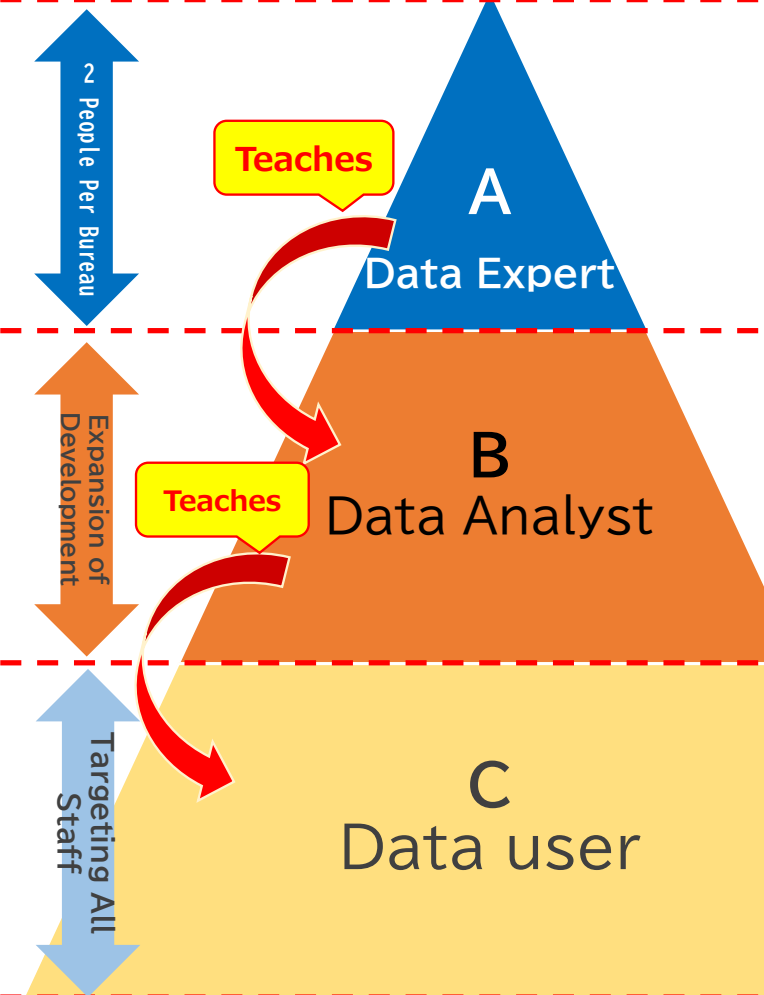 2 People Per Bureau
Teaches
A
Data Expert
Expansion of
Development
B
Data Analyst
Teaches
Targeting All
Staff
C
Data user